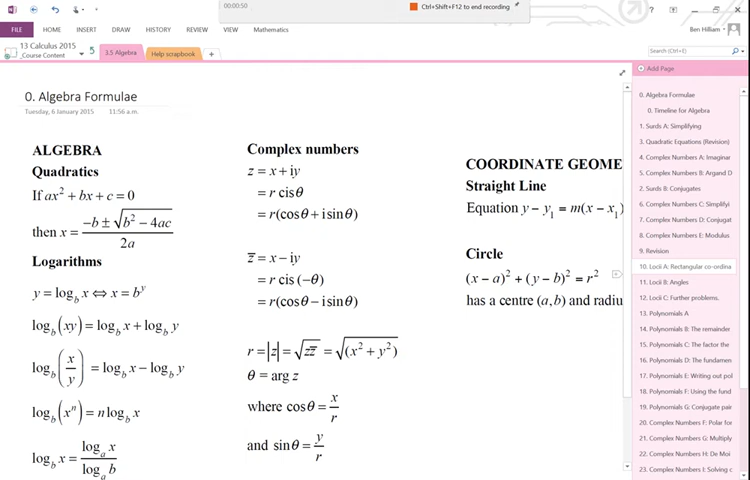 00:00:50
Ctrl+Shift+F12 to end recording
FILE HOME INSERT DRAW HISTORY REVIEW VIEW MathType
Ben Hilliam
13 Calculus 2015
_Course Content
5
3.5 Algebra
Help scrapbook
Search (Ctrl+E)
0. Algebra Formulae
Tuesday, 6 January 2015 11:56 a.m.
ALGEBRA
Quadratics
If ax² + bx + c = 0
then x = (-b ± √(b² − 4ac)) / 2a
Logarithms
y = log_b x ⇔ x = b^y
log_b(xy) = log_b x + log_b y
log_b(x/y) = log_b x − log_b y
log_b(x^n) = n log_b x
log_b x = log_a x / log_a b
Complex numbers
z = x + iy
= r cisθ
= r(cosθ + i sinθ)
z̅ = x − iy
= r cis(−θ)
= r(cosθ − i sinθ)
r = |z| = √(zz̅) = √(x² + y²)
θ = arg z
where cosθ = x/r
and sinθ = y/r
COORDINATE GEOME
Straight Line
Equation y − y₁ = m(x − x₁)
Circle
(x − a)² + (y − b)² = r²
has a centre (a, b) and radiu
Add Page
0. Algebra Formulae
0. Timeline for Algebra
1. Surds A: Simplifying
3. Quadratic Equations (Revision)
4. Complex Numbers A: Imaginar
5. Complex Numbers B: Argand D
2. Surds B: Conjugates
6. Complex Numbers C: Simplifyi
7. Complex Numbers D: Conjugat
8. Complex Numbers E: Modulus
9. Revision
10. Locii A: Rectangular co-ordina
11. Locii B: Angles
12. Locii C: Further problems.
13. Polynomials A
14. Polynomials B: The remainder
15. Polynomials C: The factor the
16. Polynomials D: The fundamen
17. Polynomials E: Writing out pol
18. Polynomials F: Using the fund
19. Polynomials G: Conjugate pair
20. Complex Numbers F: Polar for
21. Complex Numbers G: Multiply
22. Complex Numbers H: De Moi
23. Complex Numbers I: Solving c